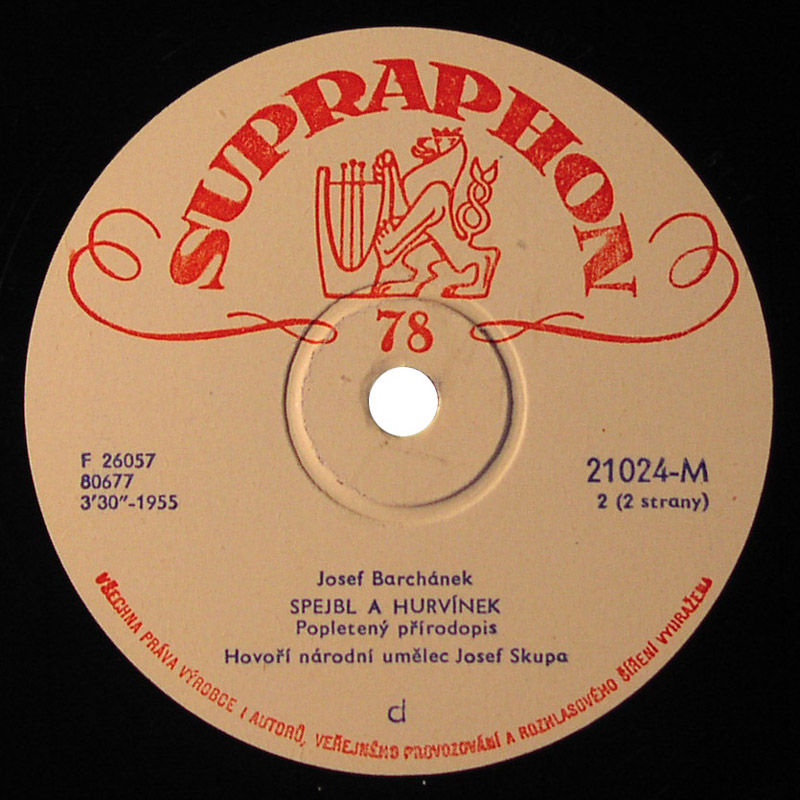 SUPRAPHON
78
F 26057
80677
3'30"-1955
21024-M
2 (2 strany)
Josef Barchánek
SPEJBL A HURVÍNEK
Popletený přírodopis
Hovoří národní umělec Josef Skupa
d
VŠECHNA PRÁVA VÝROBCE I AUTORŮ, VEŘEJNÉHO PROVOZOVÁNÍ A ROZHLASOVÉHO ŠÍŘENÍ VYHRAŽENA